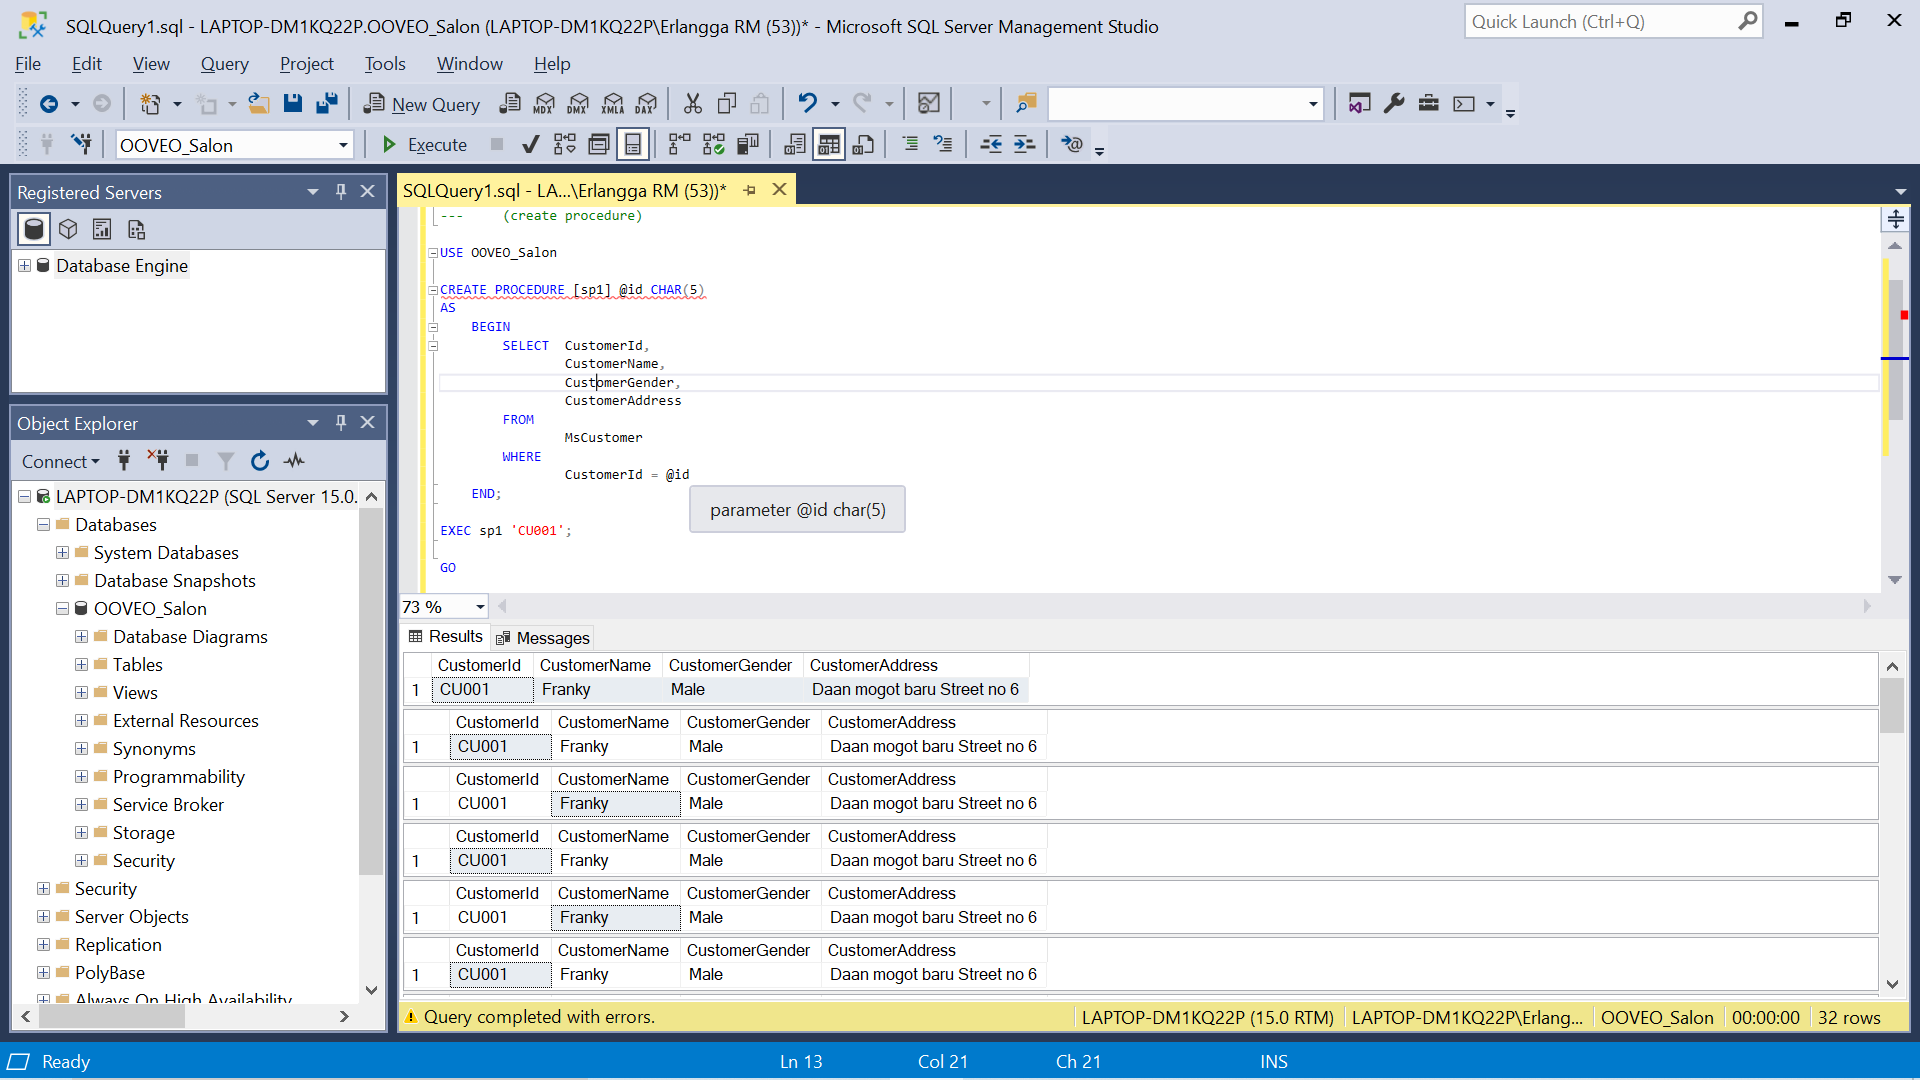 SQLQuery1.sql - LAPTOP-DM1KQ22P.OOVEO_Salon (LAPTOP-DM1KQ22P\Erlangga RM (53))* - Microsoft SQL Server Management Studio
Quick Launch (Ctrl+Q)
File Edit View Query Project Tools Window Help
New Query MDX DMX XMLA DAX
OOVEO_Salon Execute
Registered Servers
Database Engine
Object Explorer
Connect
LAPTOP-DM1KQ22P (SQL Server 15.0.
Databases
System Databases
Database Snapshots
OOVEO_Salon
Database Diagrams
Tables
Views
External Resources
Synonyms
Programmability
Service Broker
Storage
Security
Security
Server Objects
Replication
PolyBase
Always On High Availability
SQLQuery1.sql - LA...\Erlangga RM (53))*
--- (create procedure)
USE OOVEO_Salon
CREATE PROCEDURE [sp1] @id CHAR(5)
AS
BEGIN
SELECT CustomerId,
CustomerName,
CustomerGender,
CustomerAddress
FROM
MsCustomer
WHERE
CustomerId = @id
END;
parameter @id char(5)
EXEC sp1 'CU001';
GO
73 %
Results Messages
CustomerId CustomerName CustomerGender CustomerAddress
1 CU001 Franky Male Daan mogot baru Street no 6
CustomerId CustomerName CustomerGender CustomerAddress
1 CU001 Franky Male Daan mogot baru Street no 6
CustomerId CustomerName CustomerGender CustomerAddress
1 CU001 Franky Male Daan mogot baru Street no 6
CustomerId CustomerName CustomerGender CustomerAddress
1 CU001 Franky Male Daan mogot baru Street no 6
CustomerId CustomerName CustomerGender CustomerAddress
1 CU001 Franky Male Daan mogot baru Street no 6
CustomerId CustomerName CustomerGender CustomerAddress
1 CU001 Franky Male Daan mogot baru Street no 6
Query completed with errors. LAPTOP-DM1KQ22P (15.0 RTM) LAPTOP-DM1KQ22P\Erlang... OOVEO_Salon 00:00:00 32 rows
Ready Ln 13 Col 21 Ch 21 INS